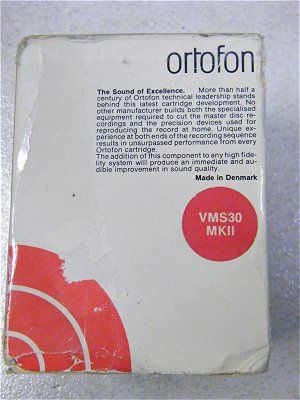 ortofon
The Sound of Excellence. More than half a
century of Ortofon technical leadership stands
behind this latest cartridge development. No
other manufacturer builds both the specialised
equipment required to cut the master disc re-
cordings and the precision devices used for
reproducing the record at home. Unique ex-
perience at both ends of the recording sequence
results in unsurpassed performance from every
Ortofon cartridge.
The addition of this component to any high fide-
lity system will produce an immediate and au-
dible improvement in sound quality.
Made in Denmark
VMS30
MKII